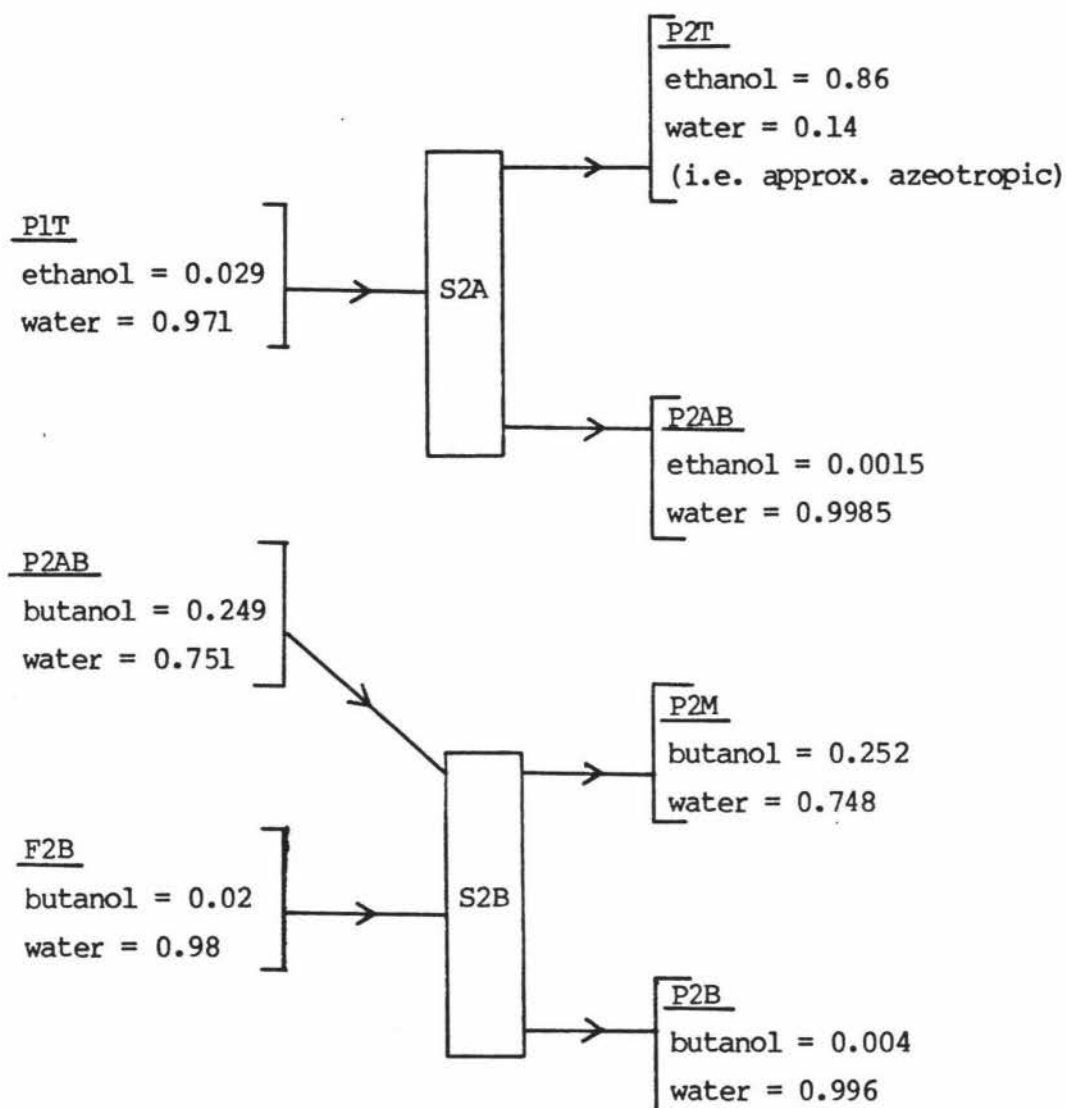 P2T
ethanol = 0.86
water = 0.14
(i.e. approx. azeotropic)
P1T
ethanol = 0.029
water = 0.971
S2A
P2AB
ethanol = 0.0015
water = 0.9985
P2AB
butanol = 0.249
water = 0.751
P2M
butanol = 0.252
water = 0.748
F2B
butanol = 0.02
water = 0.98
S2B
P2B
butanol = 0.004
water = 0.996